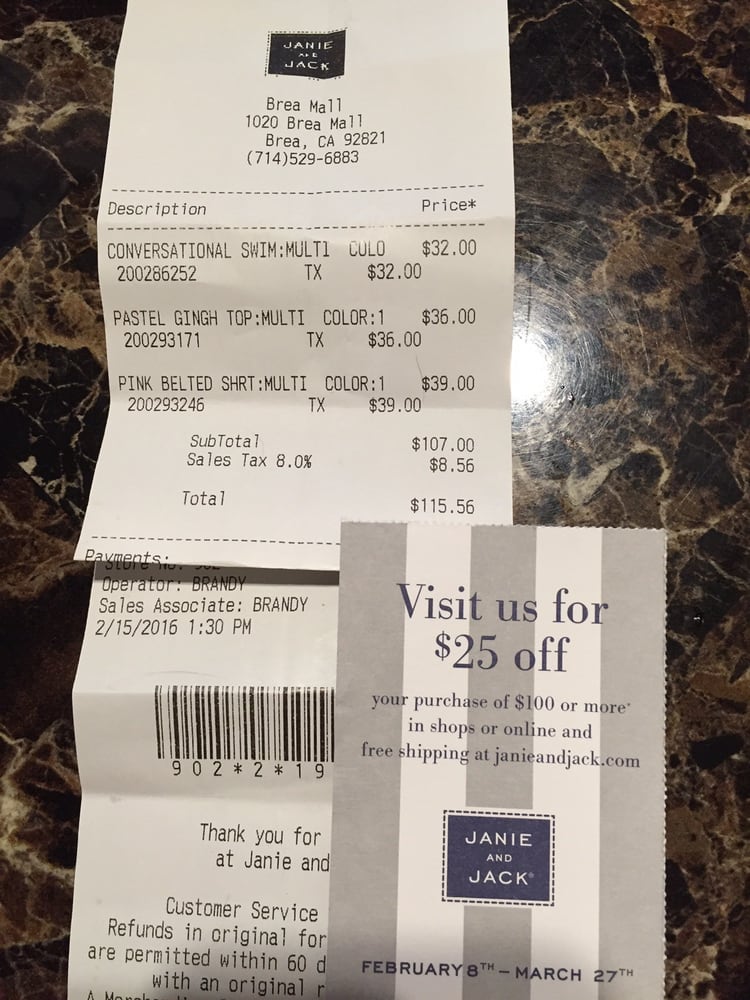 JANIE
AND
JACK
Brea Mall
1020 Brea Mall
Brea, CA 92821
(714)529-6883
Description Price*
CONVERSATIONAL SWIM:MULTI COLO $32.00
200286252 TX $32.00
PASTEL GINGH TOP:MULTI COLOR:1 $36.00
200293171 TX $36.00
PINK BELTED SHRT:MULTI COLOR:1 $39.00
200293246 TX $39.00
SubTotal $107.00
Sales Tax 8.0% $8.56
Total $115.56
Payments:
Operator: BRANDY
Sales Associate: BRANDY
2/15/2016 1:30 PM
902*2*19
Thank you for
at Janie and
Customer Service
Refunds in original for
are permitted within 60 d
with an original r
Visit us for
$25 off
your purchase of $100 or more*
in shops or online and
free shipping at janieandjack.com
JANIE
AND
JACK®
FEBRUARY 8TH – MARCH 27TH